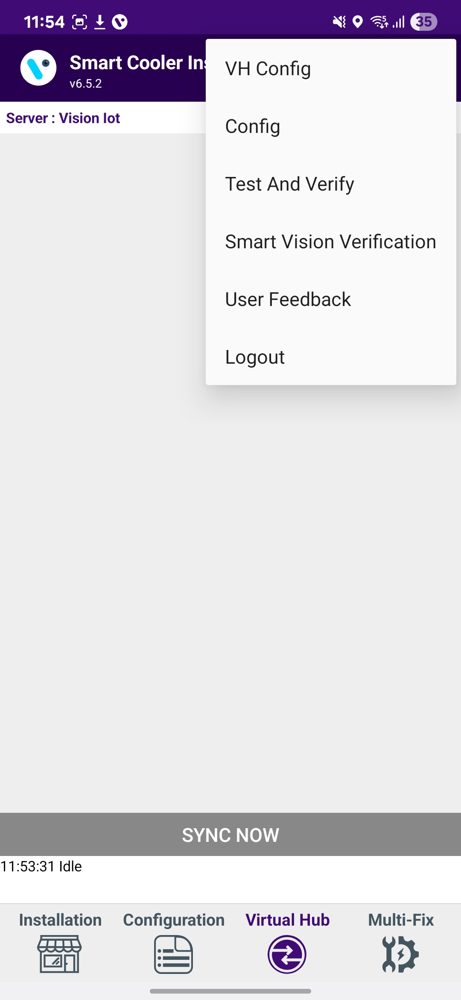 11:54
5
35
Smart Cooler Ins
v6.5.2
Server : Vision Iot
VH Config
Config
Test And Verify
Smart Vision Verification
User Feedback
Logout
SYNC NOW
11:53:31 Idle
Installation
Configuration
Virtual Hub
Multi-Fix